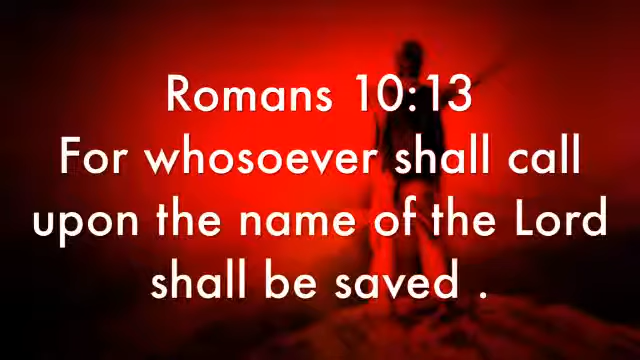 Romans 10:13
For whosoever shall call
upon the name of the Lord
shall be saved .